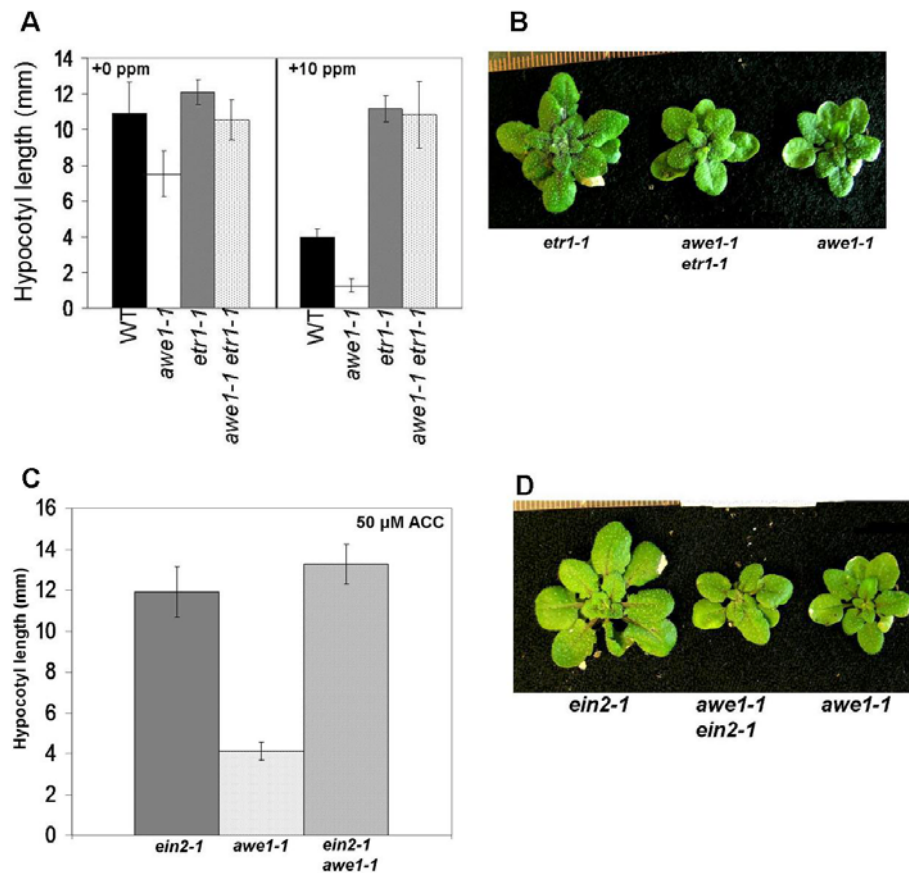 A
Hypocotyl length (mm)
14
12
10
8
6
4
2
0
+0 ppm
+10 ppm
WT
awe1-1
etr1-1
awe1-1 etr1-1
WT
awe1-1
etr1-1
awe1-1 etr1-1
B
etr1-1
awe1-1
etr1-1
awe1-1
C
Hypocotyl length (mm)
16
14
12
10
8
6
4
2
0
50 µM ACC
ein2-1
awe1-1
ein2-1
awe1-1
D
ein2-1
awe1-1
ein2-1
awe1-1